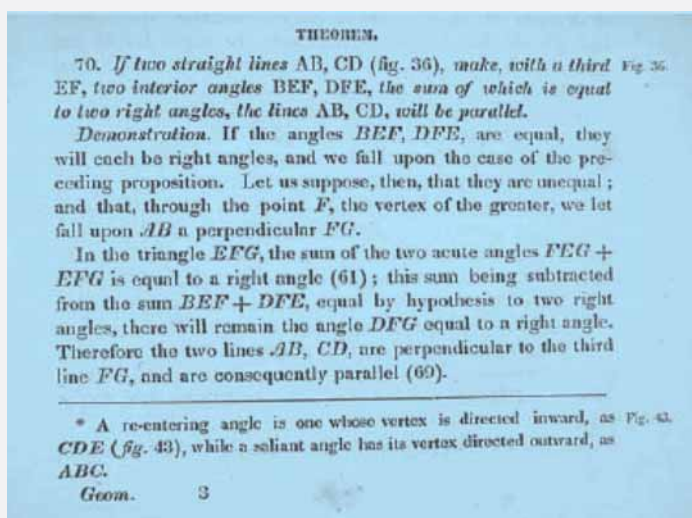 THEOREM.
70. If two straight lines AB, CD (fig. 36), make, with a third Fig. 36.
EF, two interior angles BEF, DFE, the sum of which is equal
to two right angles, the lines AB, CD, will be parallel.
Demonstration. If the angles BEF, DFE, are equal, they
will each be right angles, and we fall upon the case of the pre-
ceding proposition. Let us suppose, then, that they are unequal;
and that, through the point F, the vertex of the greater, we let
fall upon AB a perpendicular FG.
In the triangle EFG, the sum of the two acute angles FEG +
EFG is equal to a right angle (61); this sum being subtracted
from the sum BEF + DFE, equal by hypothesis to two right
angles, there will remain the angle DFG equal to a right angle.
Therefore the two lines AB, CD, are perpendicular to the third
line FG, and are consequently parallel (69).
* A re-entering angle is one whose vertex is directed inward, as Fig. 43.
CDE (fig. 43), while a saliant angle has its vertex directed outward, as
ABC.
Geom. 3